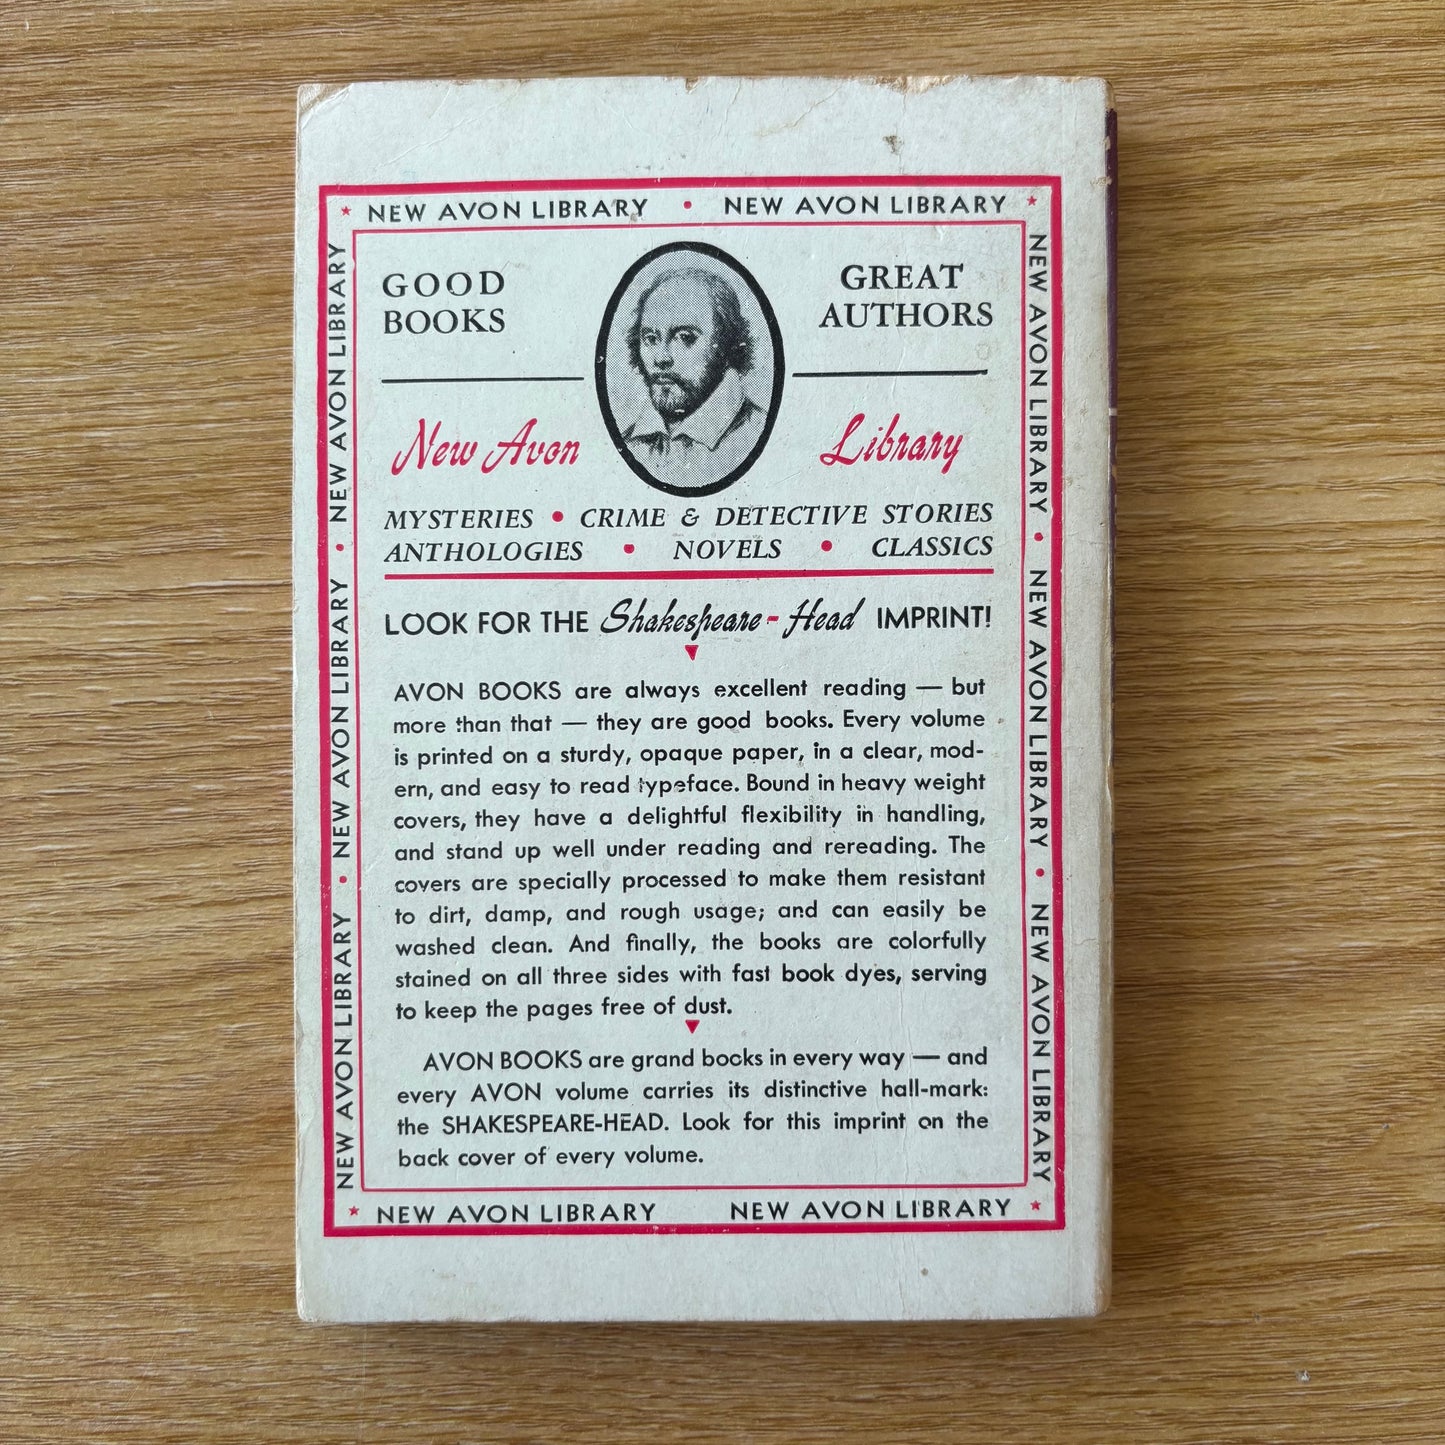 ★ NEW AVON LIBRARY • NEW AVON LIBRARY ★
NEW AVON LIBRARY • NEW AVON LIBRARY • NEW AVON LIBRARY
GOOD
BOOKS
GREAT
AUTHORS
New Avon Library
MYSTERIES • CRIME & DETECTIVE STORIES
ANTHOLOGIES • NOVELS • CLASSICS
LOOK FOR THE Shakespeare-Head IMPRINT!
AVON BOOKS are always excellent reading — but
more than that — they are good books. Every volume
is printed on a sturdy, opaque paper, in a clear, mod-
ern, and easy to read typeface. Bound in heavy weight
covers, they have a delightful flexibility in handling,
and stand up well under reading and rereading. The
covers are specially processed to make them resistant
to dirt, damp, and rough usage; and can easily be
washed clean. And finally, the books are colorfully
stained on all three sides with fast book dyes, serving
to keep the pages free of dust.
AVON BOOKS are grand books in every way — and
every AVON volume carries its distinctive hall-mark:
the SHAKESPEARE-HEAD. Look for this imprint on the
back cover of every volume.
NEW AVON LIBRARY • NEW AVON LIBRARY • NEW AVON LIBRARY
★ NEW AVON LIBRARY NEW AVON LIBRARY ★